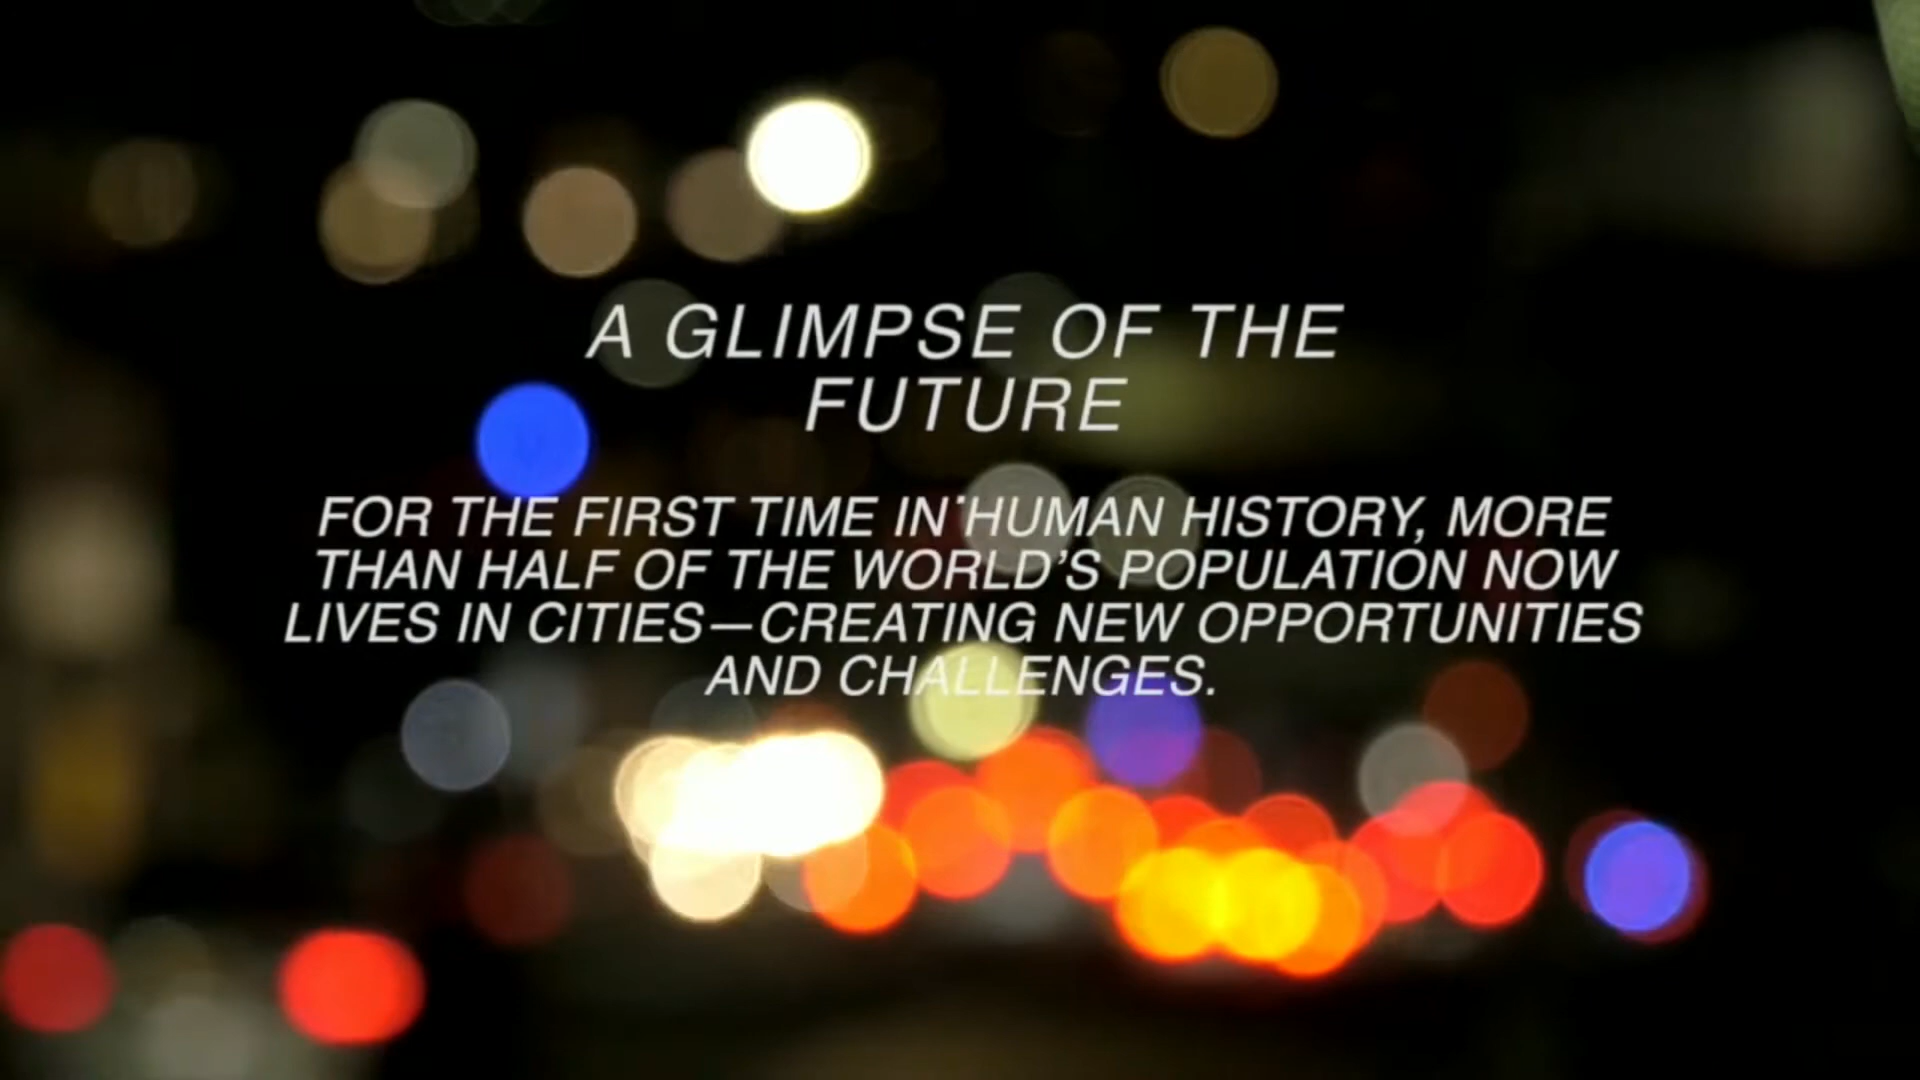 A GLIMPSE OF THE
FUTURE
FOR THE FIRST TIME IN HUMAN HISTORY, MORE
THAN HALF OF THE WORLD’S POPULATION NOW
LIVES IN CITIES—CREATING NEW OPPORTUNITIES
AND CHALLENGES.